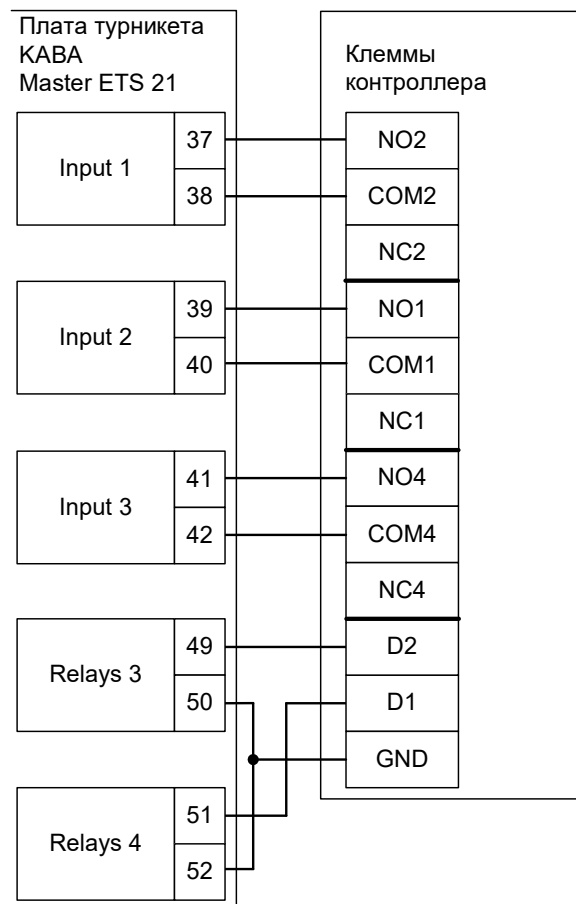 Плата турникета
KABA
Master ETS 21
Клеммы
контроллера
Input 1
37
38
Input 2
39
40
Input 3
41
42
Relays 3
49
50
Relays 4
51
52
NO2
COM2
NC2
NO1
COM1
NC1
NO4
COM4
NC4
D2
D1
GND